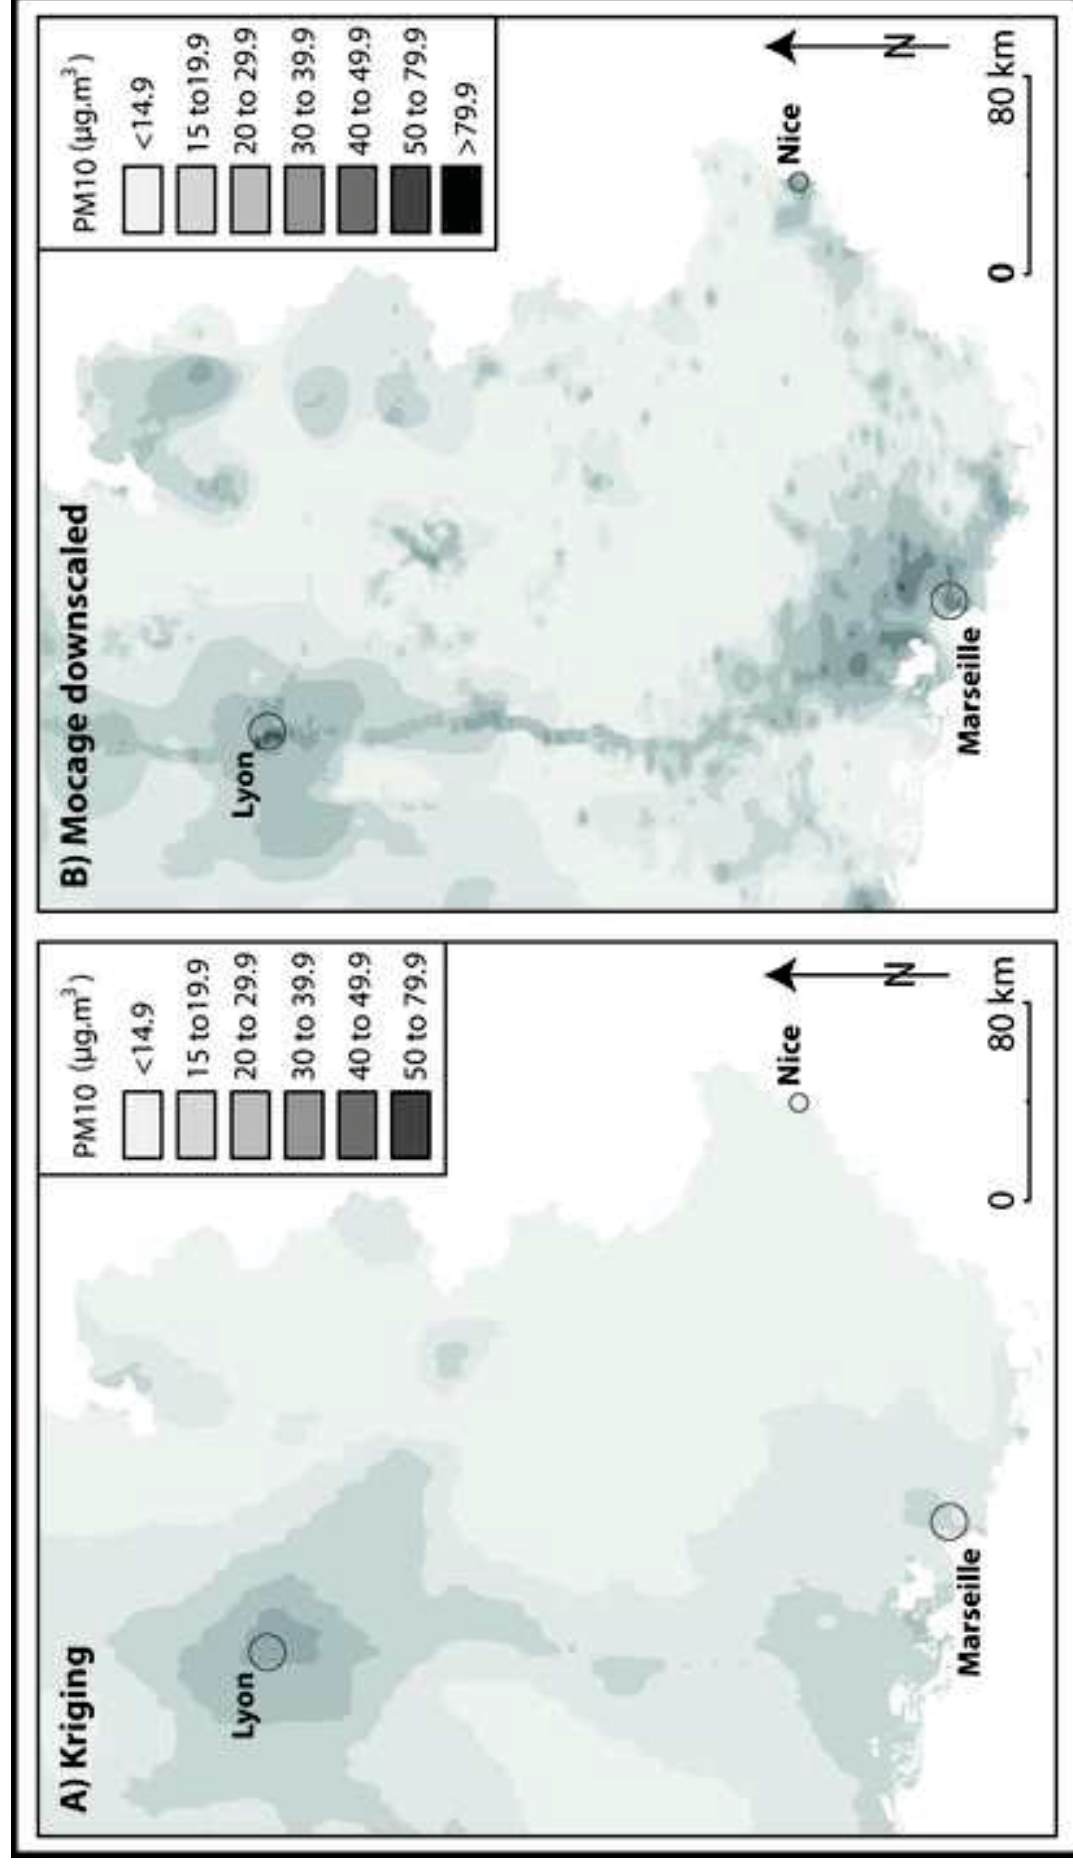 A) Kriging
PM10 (µg.m³)
<14.9
15 to19.9
20 to 29.9
30 to 39.9
40 to 49.9
50 to 79.9
Lyon
Nice
Marseille
N
0
80 km
B) Mocage downscaled
PM10 (µg.m³)
<14.9
15 to19.9
20 to 29.9
30 to 39.9
40 to 49.9
50 to 79.9
>79.9
Lyon
Nice
Marseille
N
0
80 km